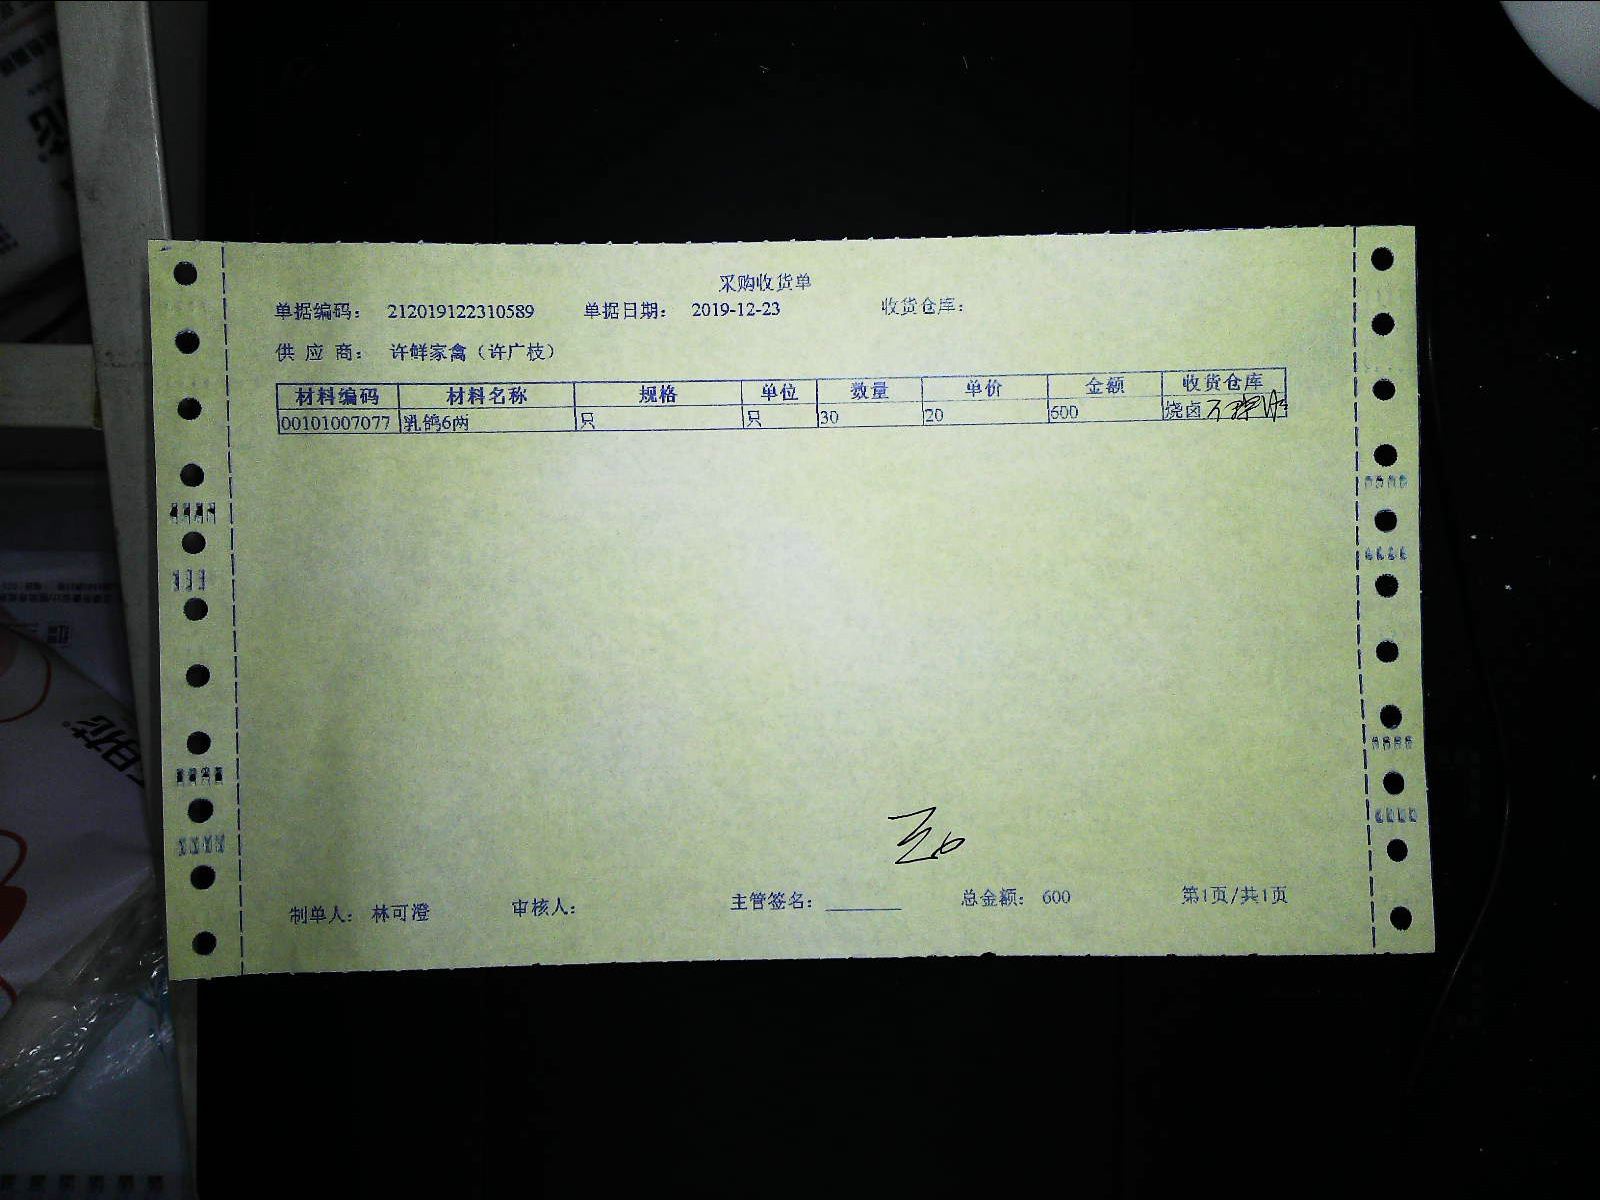 采购收货单
单据编码： 212019122310589 单据日期： 2019-12-23 收货仓库：
供 应 商： 许鲜家禽（许广枝）
材料编码 材料名称 规格 单位 数量 单价 金额 收货仓库
00101007077 乳鸽6两 只 只 30 20 600 烧卤
制单人： 林可澄 审核人： 主管签名： 总金额： 600 第1页/共1页